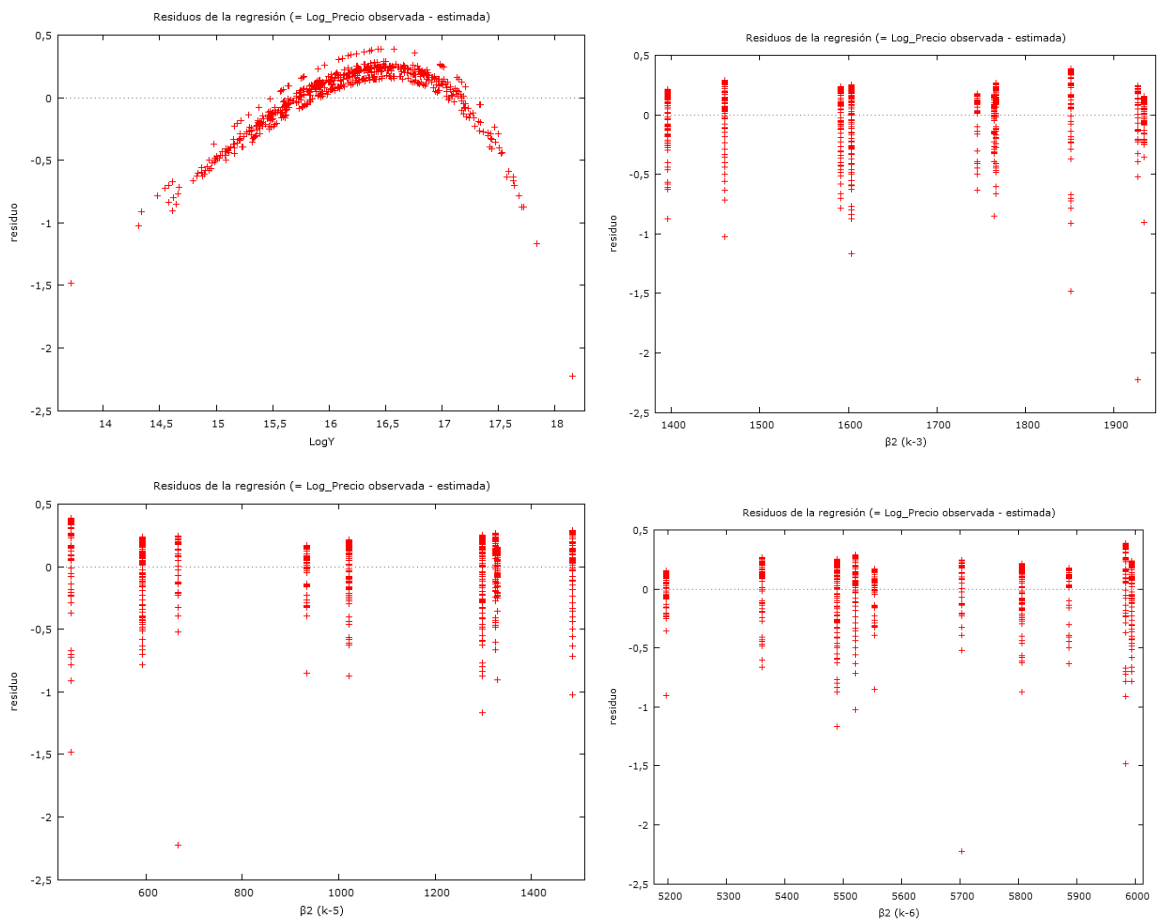 Residuos de la regresión (= Log_Precio observada - estimada)
0,5
0
-0,5
-1
-1,5
-2
-2,5
residuo
14 14,5 15 15,5 16 16,5 17 17,5 18
LogY
Residuos de la regresión (= Log_Precio observada - estimada)
0,5
0
-0,5
-1
-1,5
-2
-2,5
residuo
1400 1500 1600 1700 1800 1900
β2 (k-3)
Residuos de la regresión (= Log_Precio observada - estimada)
0,5
0
-0,5
-1
-1,5
-2
-2,5
residuo
600 800 1000 1200 1400
β2 (k-5)
Residuos de la regresión (= Log_Precio observada - estimada)
0,5
0
-0,5
-1
-1,5
-2
-2,5
residuo
5200 5300 5400 5500 5600 5700 5800 5900 6000
β2 (k-6)